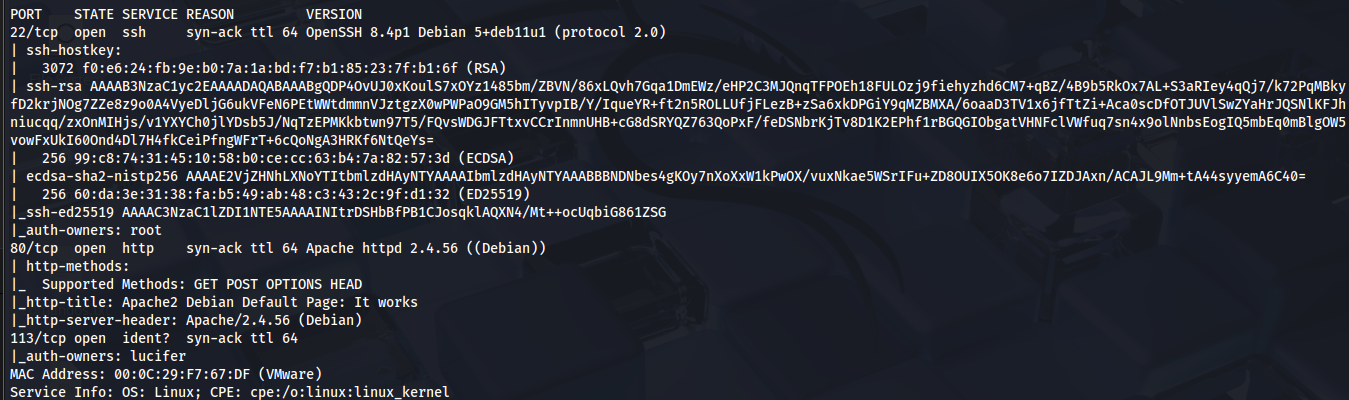 PORT    STATE SERVICE REASON         VERSION
22/tcp  open  ssh     syn-ack ttl 64 OpenSSH 8.4p1 Debian 5+deb11u1 (protocol 2.0)
| ssh-hostkey:
|   3072 f0:e6:24:fb:9e:b0:7a:1a:bd:f7:b1:85:23:7f:b1:6f (RSA)
| ssh-rsa AAAAB3NzaC1yc2EAAAADAQABAAABgQDP4OvUJ0xKoulS7xOYz1485bm/ZBVN/86xLQvh7Gqa1DmEWz/eHP2C3MJQnqTFPOEh18FULOzj9fiehyzhd6CM7+qBZ/4B9b5RkOx7AL+S3aRIey4qQj7/k72PqMBky
fD2krjNOg7ZZe8z9o0A4VyeDljG6ukVFeN6PEtWWtdmmnVJztgzX0wPWPaO9GM5hITyvpIB/Y/IqueYR+ft2n5ROLLUfjFLezB+zSa6xkDPGiY9qMZBMXA/6oaaD3TV1x6jfTtZi+Aca0scDfOTJUVlSwZYaHrJQSNlKFJh
niucqq/zxOnMIHjs/v1YXYCh0jlYDsb5J/NqTzEPMKkbtwn97T5/FQvsWDGJFTtxvCCrInmnUHB+cG8dSRYQZ763QoPxF/feDSNbrKjTv8D1K2EPhf1rBGQGIObgatVHNFclVWfuq7sn4x9olNnbsEogIQ5mbEq0mBlgOW5
vowFxUkI60Ond4Dl7H4fkCeiPfngWFrT+6cQoNgA3HRKf6NtQeYs=
|   256 99:c8:74:31:45:10:58:b0:ce:cc:63:b4:7a:82:57:3d (ECDSA)
| ecdsa-sha2-nistp256 AAAAE2VjZHNhLXNoYTItbmlzdHAyNTYAAAAIbmlzdHAyNTYAAABBBNDNbes4gKOy7nXoXxW1kPwOX/vuxNkae5WSrIFu+ZD8OUIX5OK8e6o7IZDJAxn/ACAJL9Mm+tA44syyemA6C40=
|   256 60:da:3e:31:38:fa:b5:49:ab:48:c3:43:2c:9f:d1:32 (ED25519)
|_ssh-ed25519 AAAAC3NzaC1lZDI1NTE5AAAAINItrDSHbBfPB1CJosqklAQXN4/Mt++ocUqbiG861ZSG
|_auth-owners: root
80/tcp  open  http    syn-ack ttl 64 Apache httpd 2.4.56 ((Debian))
| http-methods:
|_  Supported Methods: GET POST OPTIONS HEAD
|_http-title: Apache2 Debian Default Page: It works
|_http-server-header: Apache/2.4.56 (Debian)
113/tcp open  ident?  syn-ack ttl 64
|_auth-owners: lucifer
MAC Address: 00:0C:29:F7:67:DF (VMware)
Service Info: OS: Linux; CPE: cpe:/o:linux:linux_kernel